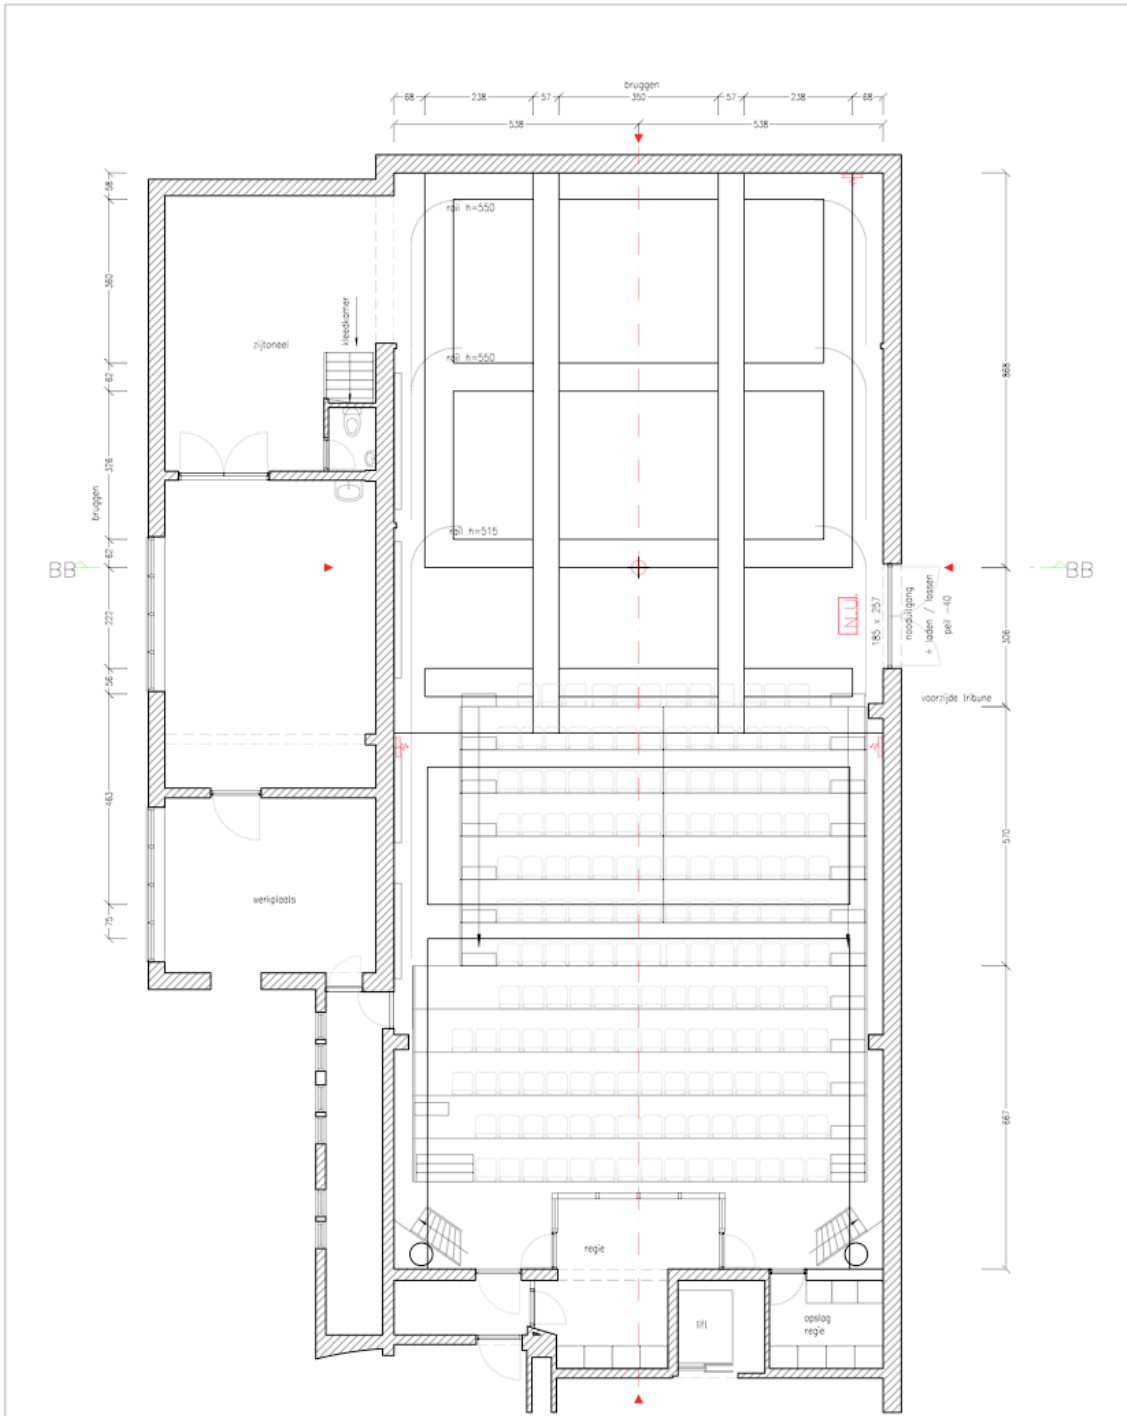 bruggen
68 238 57 350 57 238 68
538 538
58
rail h=550
360
kleedkamer
zijtoneel
rail h=550
868
62
326
bruggen
rail h=515
62
BB
BB
N.U.
185 x 257
nooduitgang
+ laden / lossen
peil -40
222
306
56
voorzijde tribune
463
570
werkplaats
75
667
regie
lift
opslag
regie